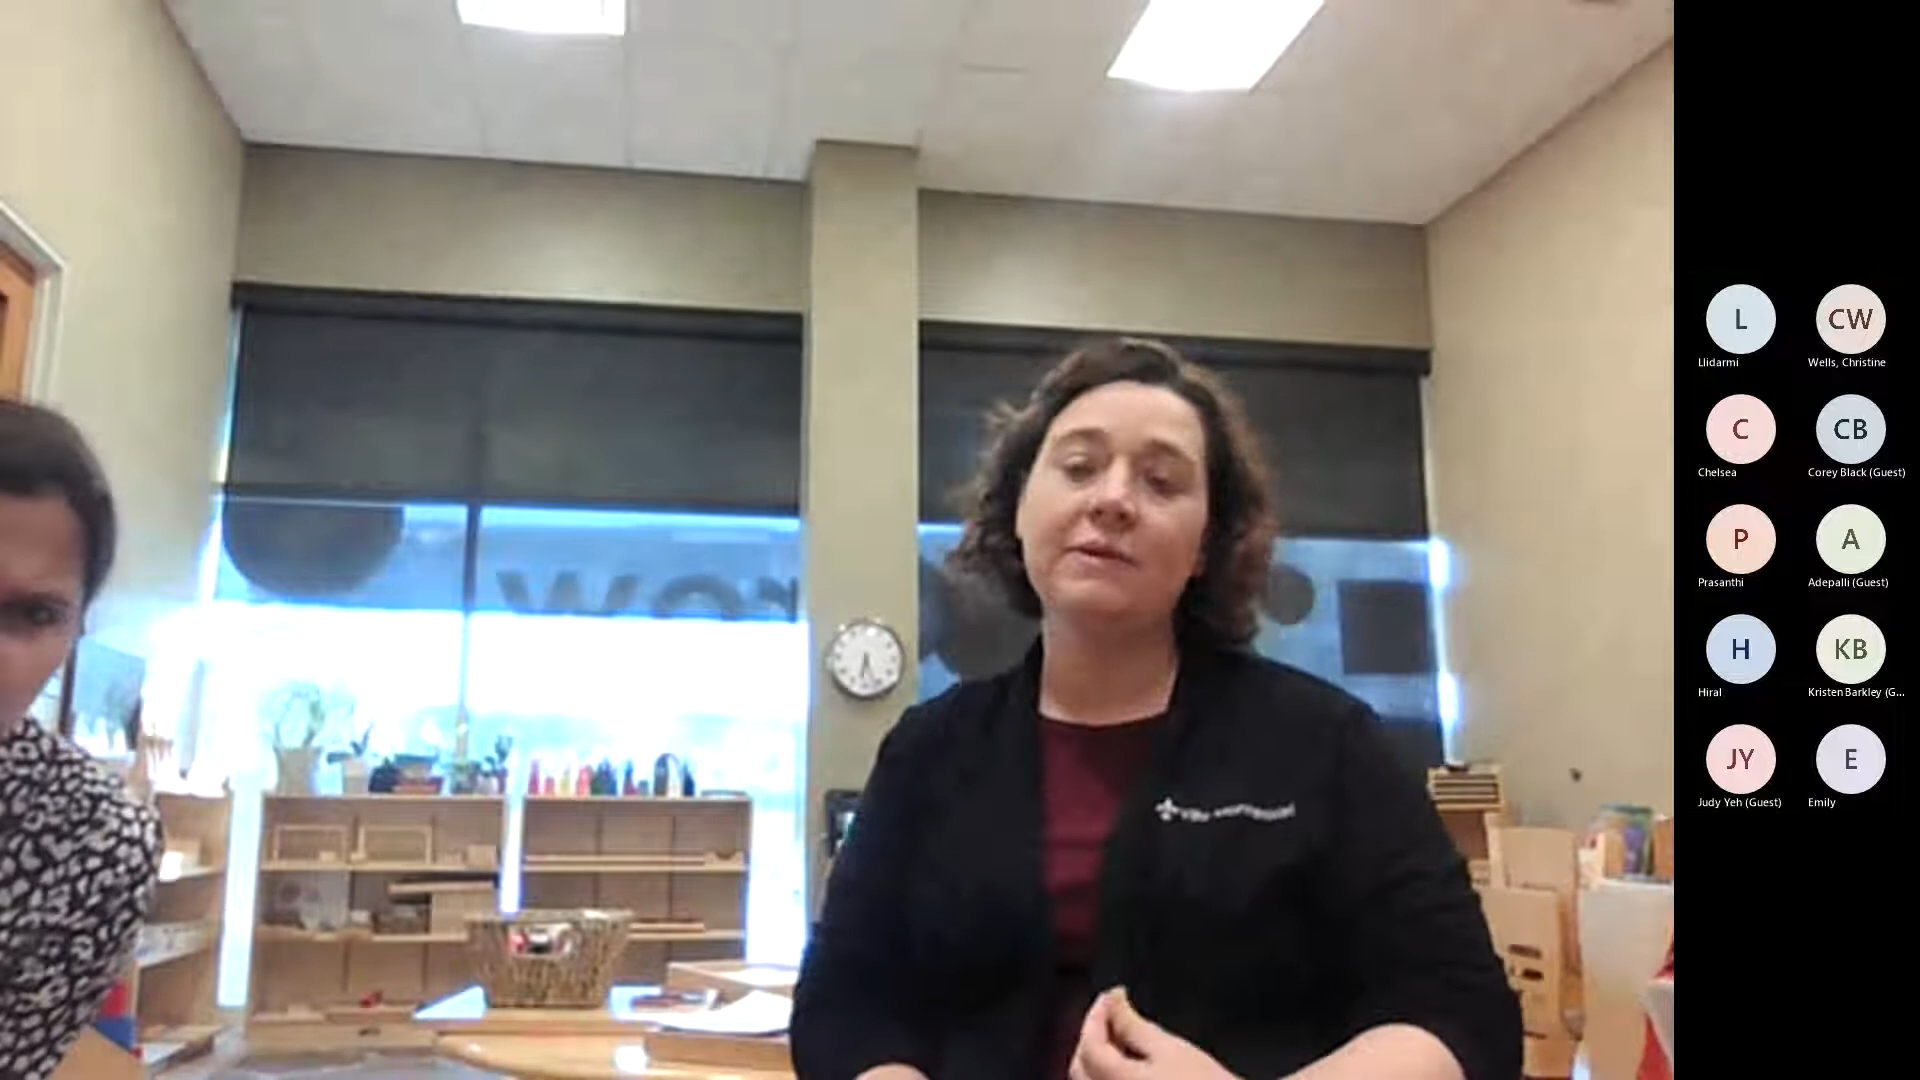 L
CW
Llidarmi
Wells, Christine
C
CB
Chelsea
Corey Black (Guest)
P
A
Prasanthi
Adepalli (Guest)
H
KB
Hiral
Kristen Barkley (G...
JY
E
Judy Yeh (Guest)
Emily